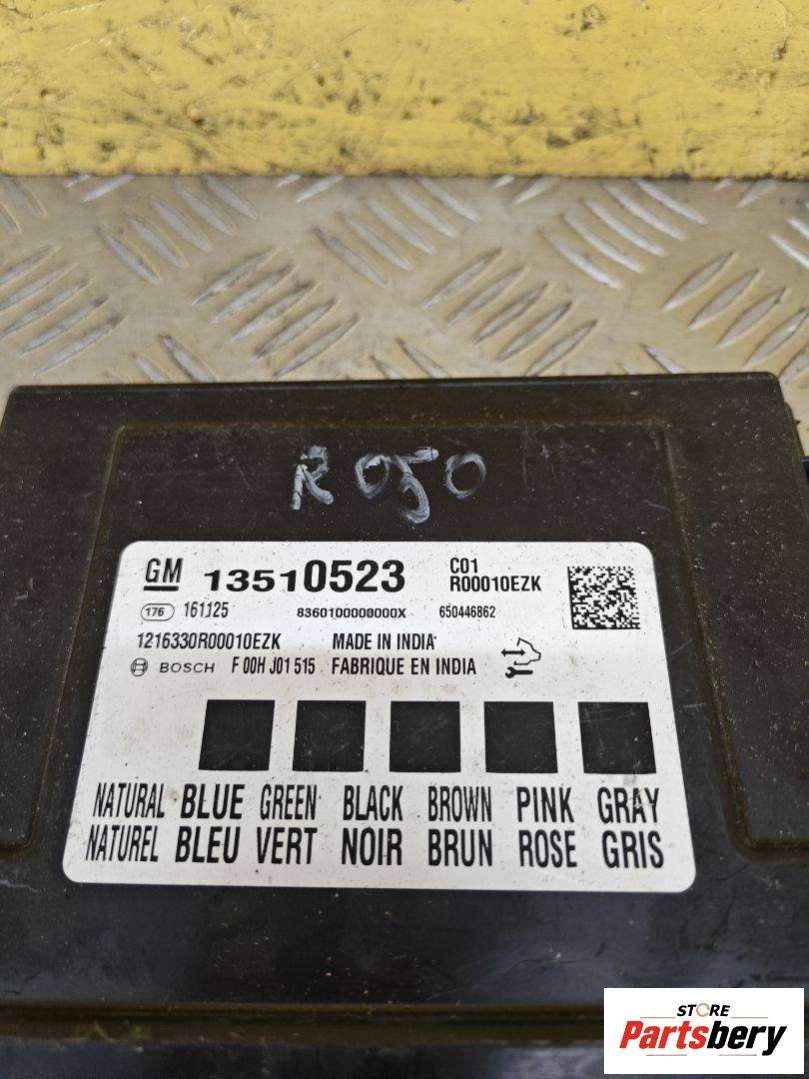 R 050
GM 13510523 C01
R00010EZK
176 161125 8360100000000X 650446862
1216330R00010EZK MADE IN INDIA
BOSCH F 00H J01 515 FABRIQUE EN INDIA
NATURAL BLUE GREEN BLACK BROWN PINK GRAY
NATUREL BLEU VERT NOIR BRUN ROSE GRIS
STORE
Partsbery